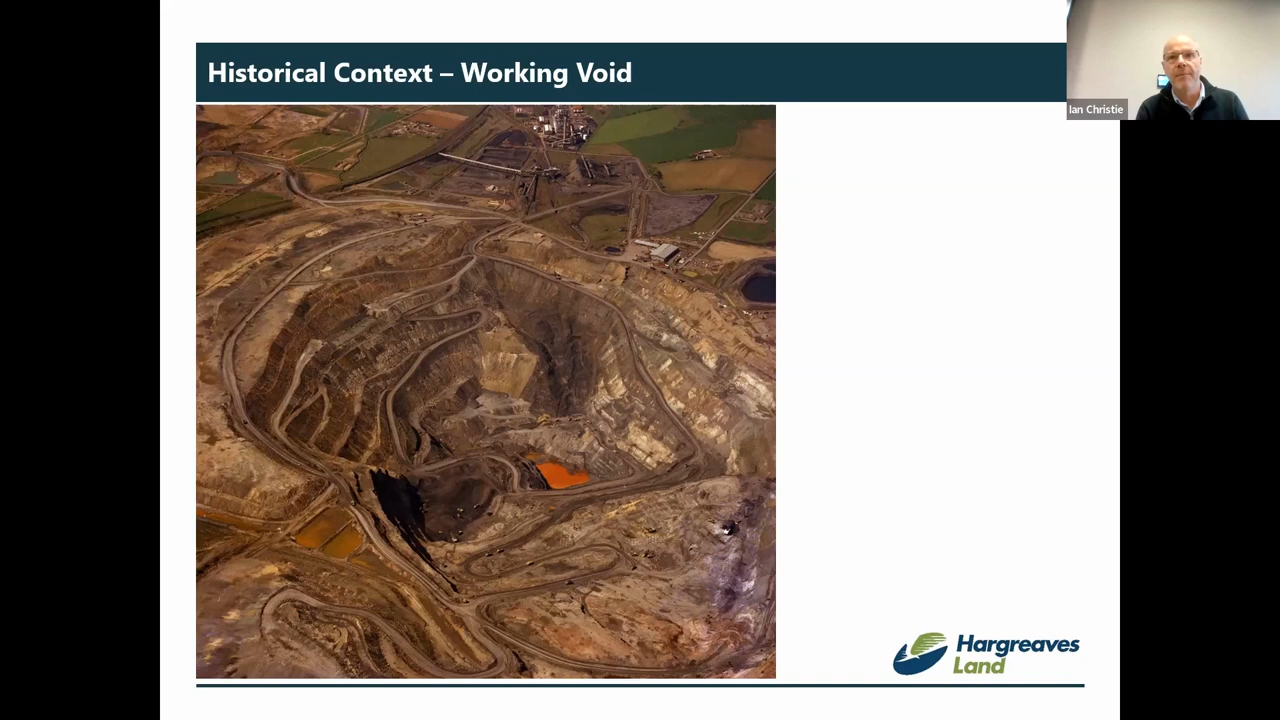 Historical Context – Working Void
Ian Christie
Hargreaves
Land